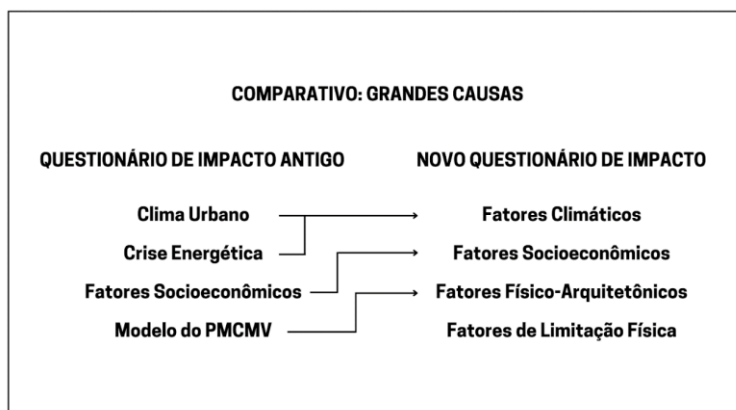 COMPARATIVO: GRANDES CAUSAS
QUESTIONÁRIO DE IMPACTO ANTIGO
Clima Urbano
Crise Energética
Fatores Socioeconômicos
Modelo do PMCMV
NOVO QUESTIONÁRIO DE IMPACTO
Fatores Climáticos
Fatores Socioeconômicos
Fatores Físico-Arquitetônicos
Fatores de Limitação Física